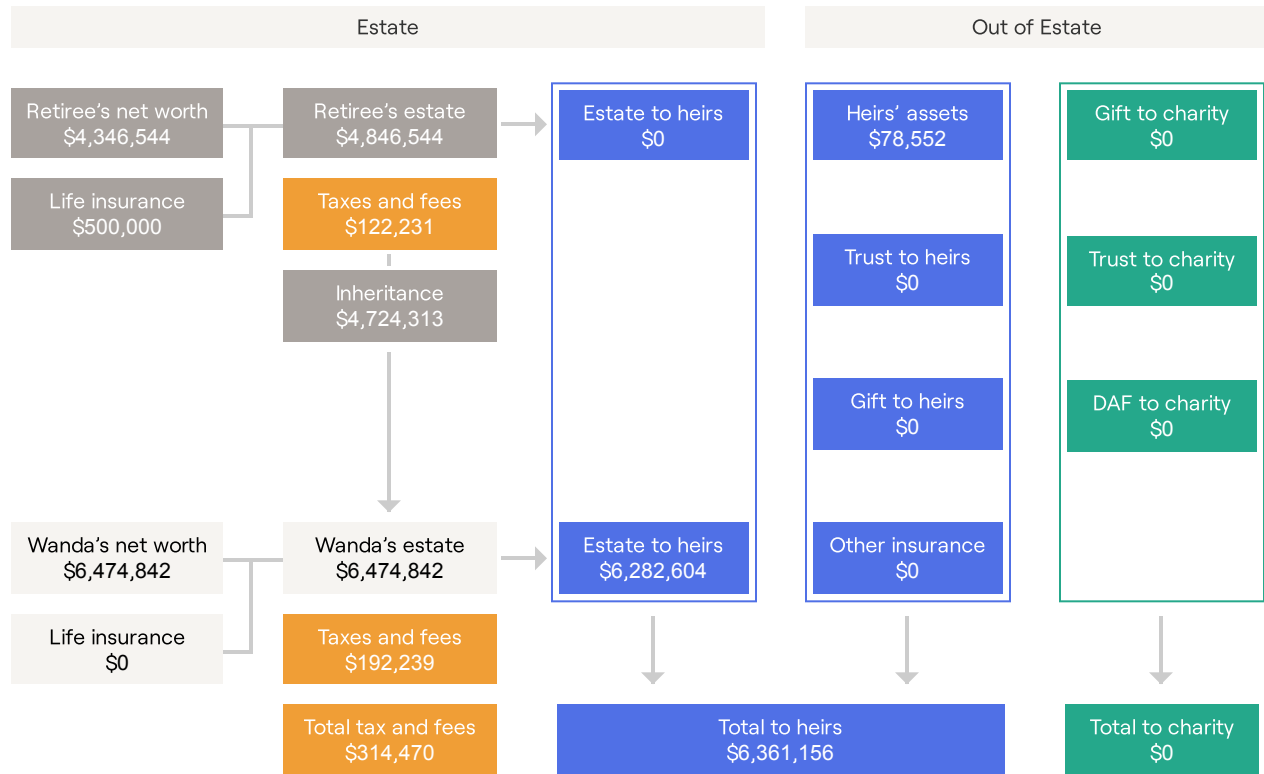 Estate
Out of Estate
Retiree’s net worth
$4,346,544
Life insurance
$500,000
Retiree’s estate
$4,846,544
Taxes and fees
$122,231
Inheritance
$4,724,313
Estate to heirs
$0
Heirs’ assets
$78,552
Trust to heirs
$0
Gift to heirs
$0
Gift to charity
$0
Trust to charity
$0
DAF to charity
$0
Wanda’s net worth
$6,474,842
Life insurance
$0
Wanda’s estate
$6,474,842
Taxes and fees
$192,239
Estate to heirs
$6,282,604
Other insurance
$0
Total tax and fees
$314,470
Total to heirs
$6,361,156
Total to charity
$0